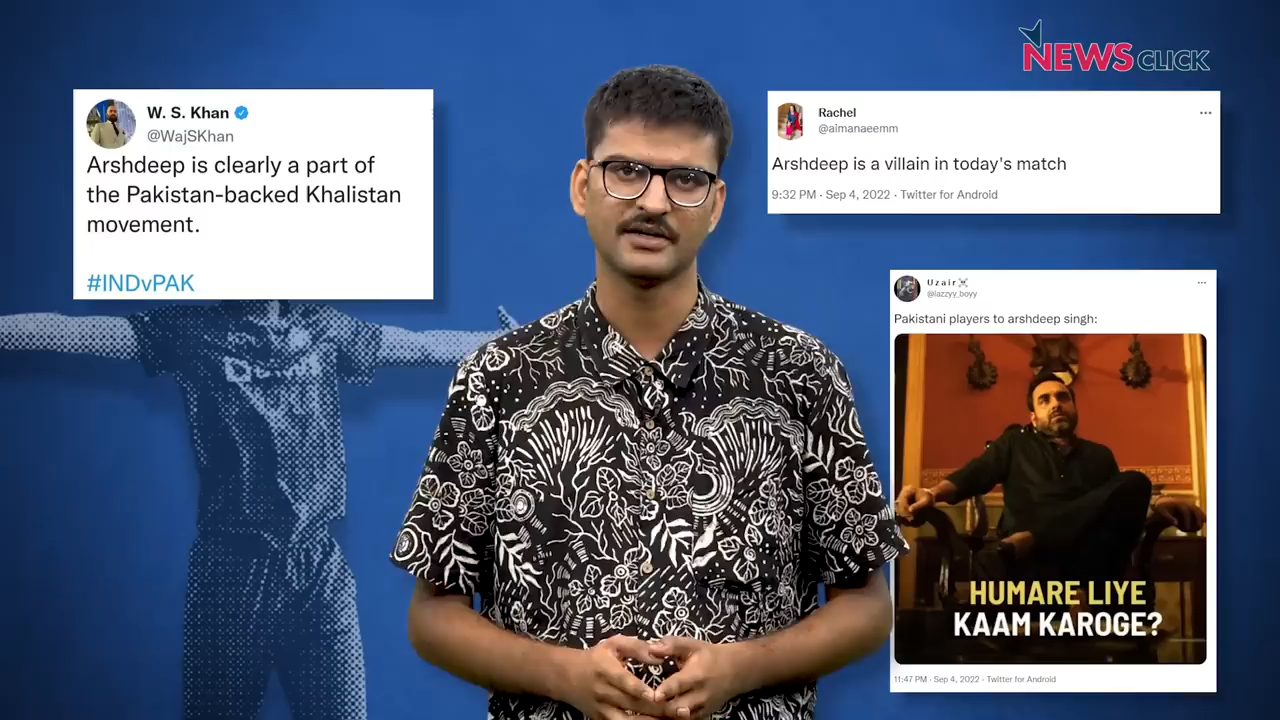 NEWSCLICK
W. S. Khan
@WajSKhan
Arshdeep is clearly a part of
the Pakistan-backed Khalistan
movement.
#INDvPAK
Rachel
@aimanaeemm
Arshdeep is a villain in today's match
9:32 PM · Sep 4, 2022 · Twitter for Android
Uzair
@lazzyy_boyy
Pakistani players to arshdeep singh:
HUMARE LIYE
KAAM KAROGE?
11:47 PM · Sep 4, 2022 · Twitter for Android